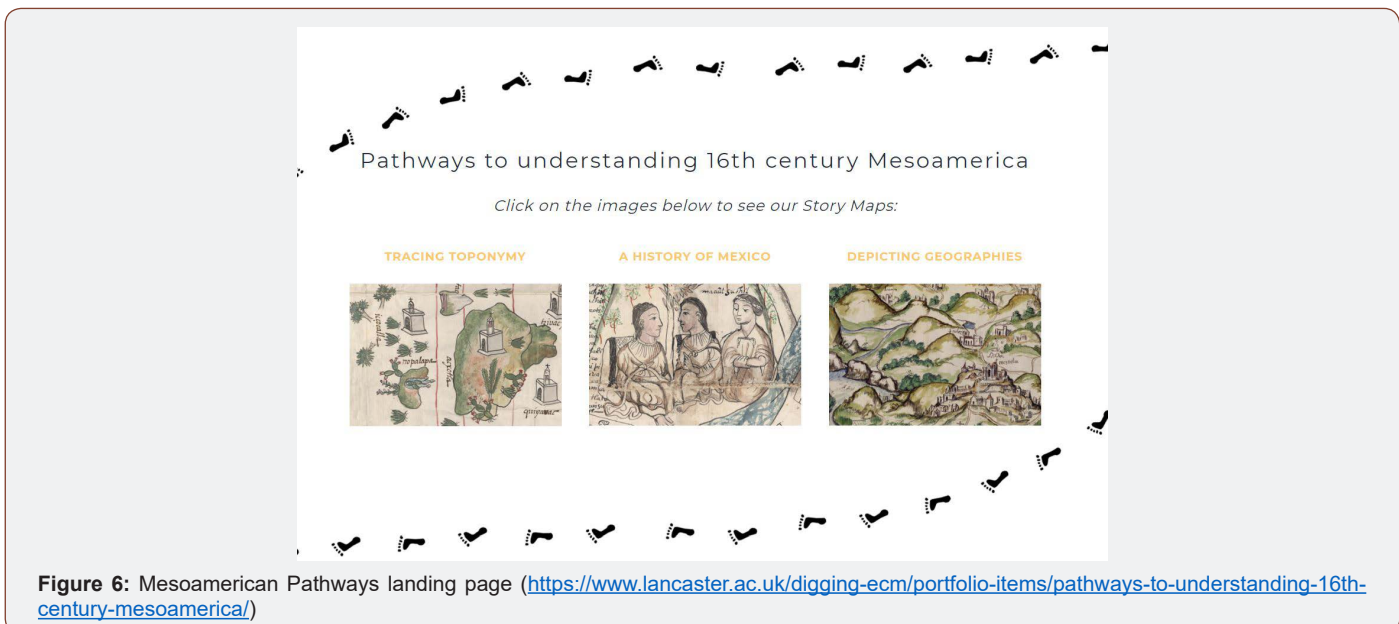 Pathways to understanding 16th century Mesoamerica
Click on the images below to see our Story Maps:
TRACING TOPONYMY
A HISTORY OF MEXICO
DEPICTING GEOGRAPHIES
nopalapa
Figure 6: Mesoamerican Pathways landing page (https://www.lancaster.ac.uk/digging-ecm/portfolio-items/pathways-to-understanding-16th-
century-mesoamerica/)